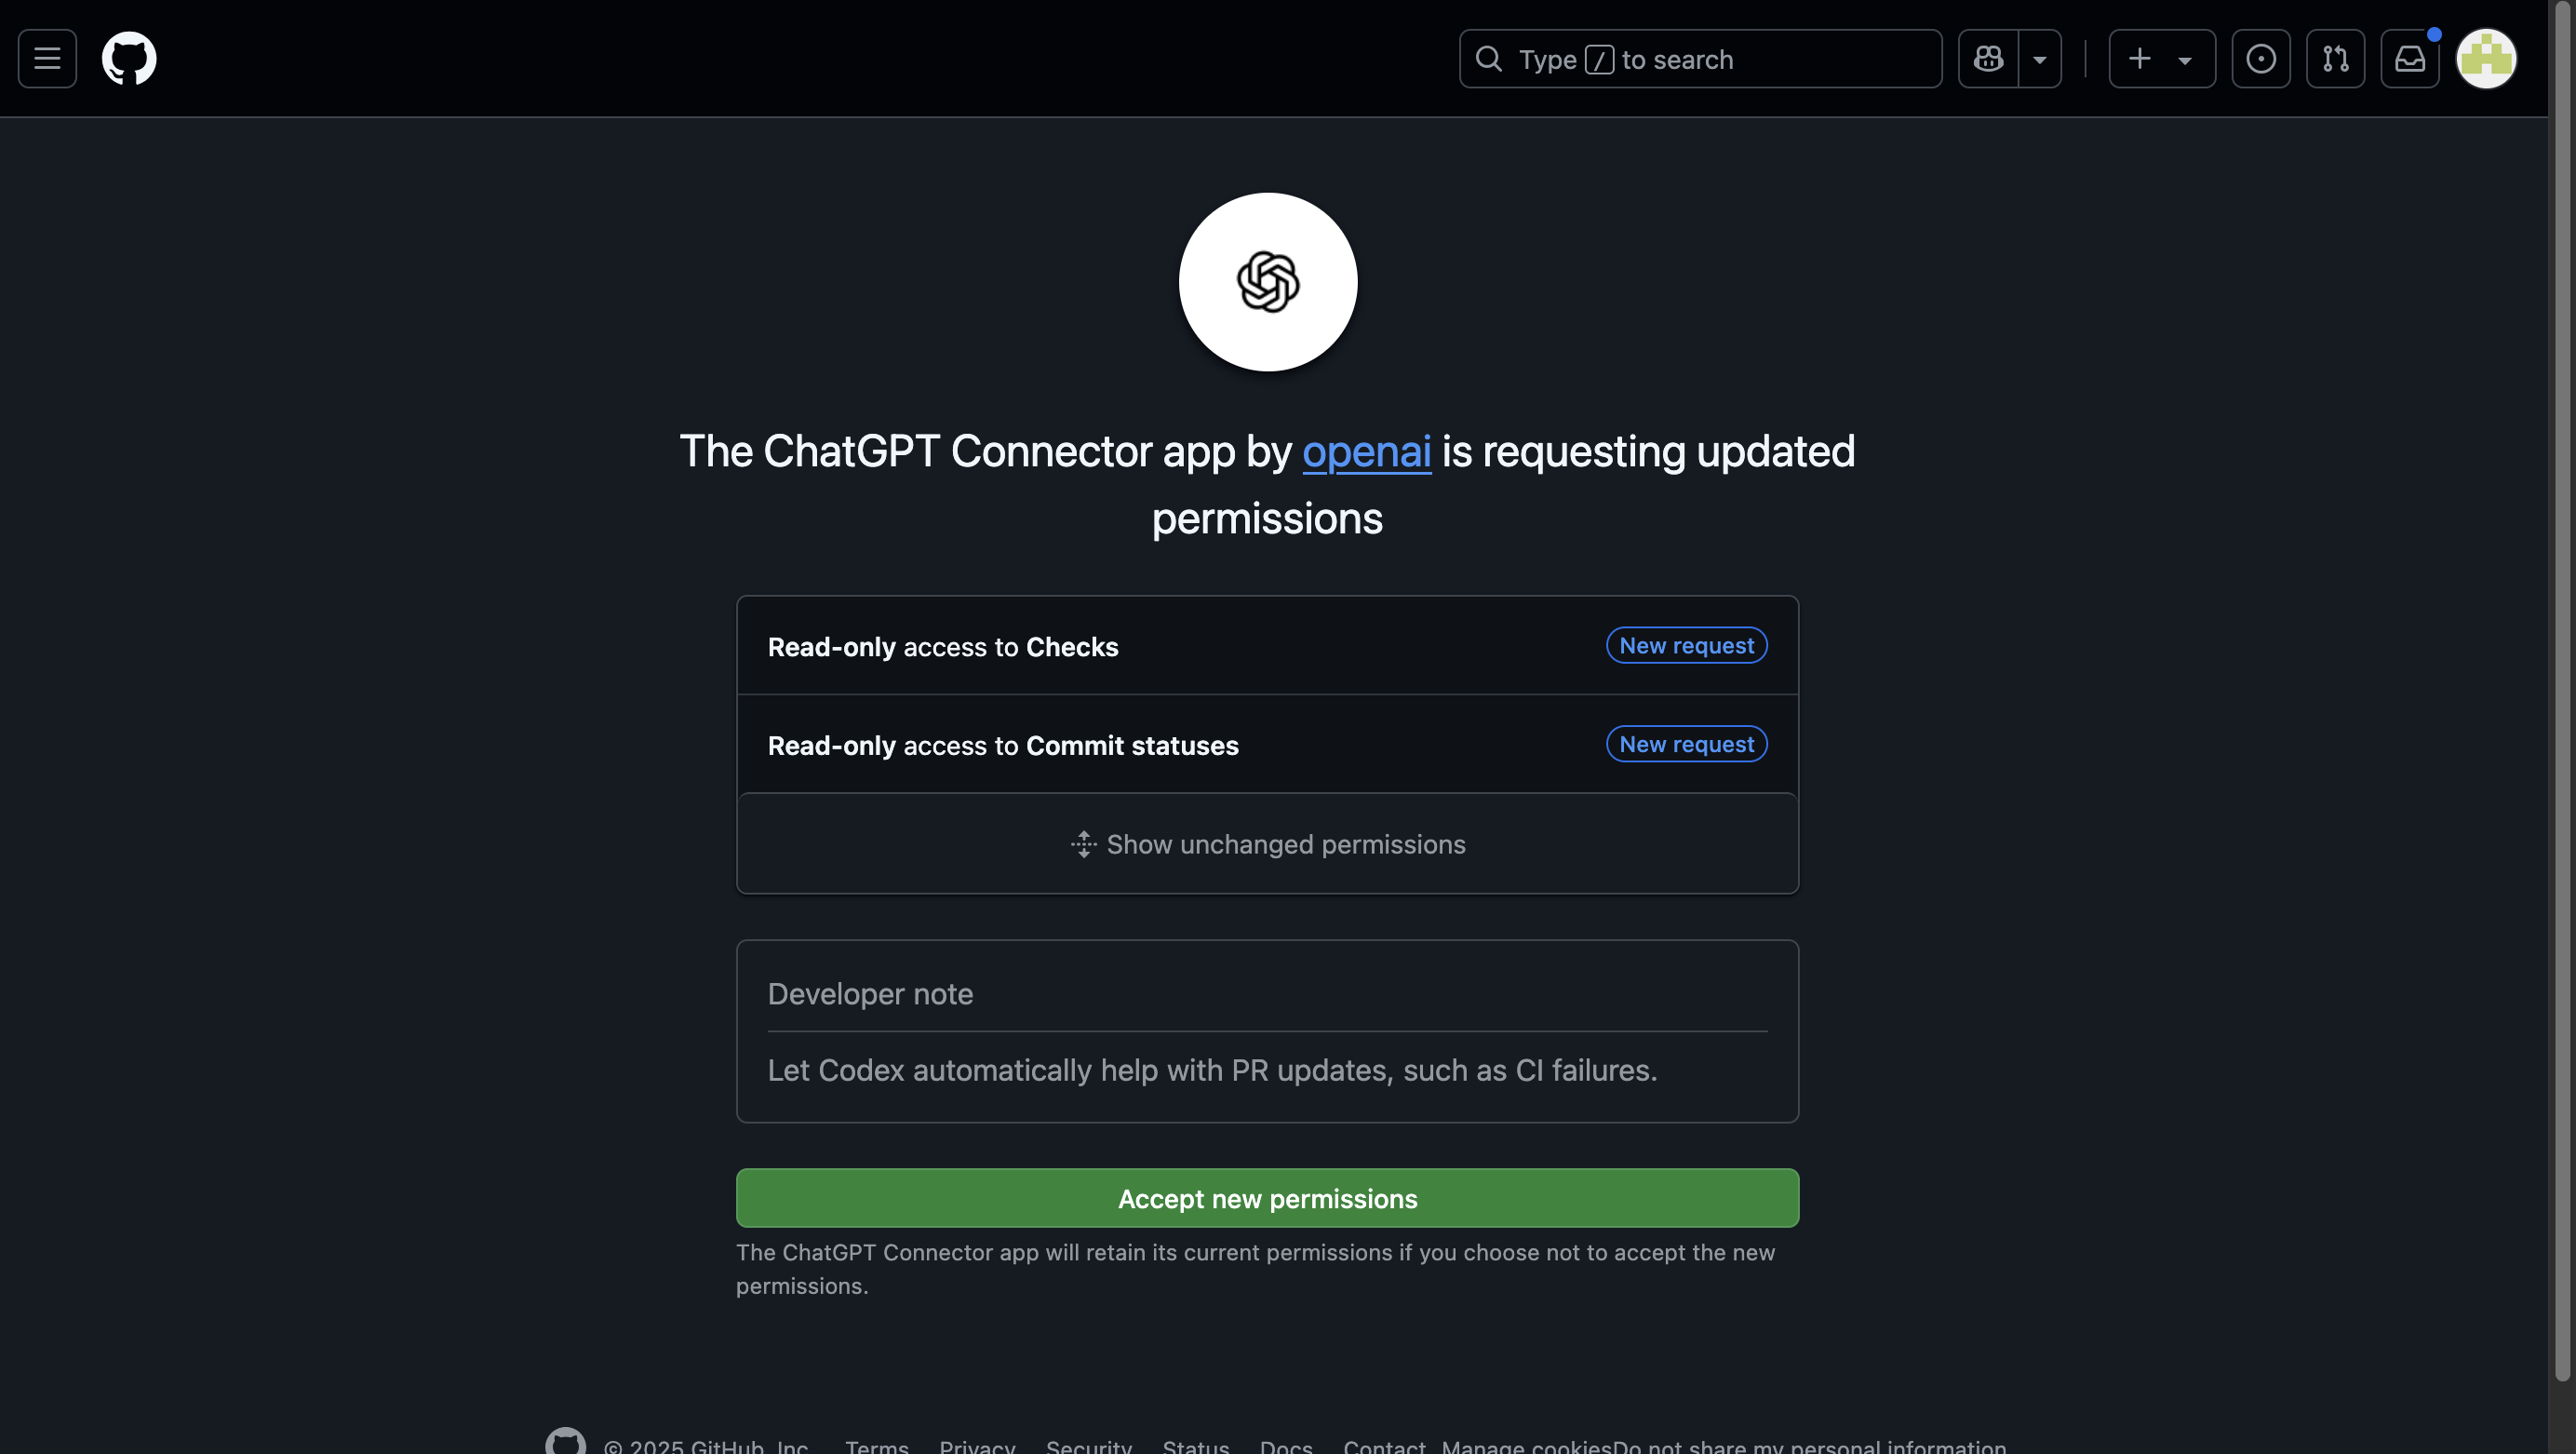 Type / to search
The ChatGPT Connector app by openai is requesting updated
permissions
Read-only access to Checks
New request
Read-only access to Commit statuses
New request
Show unchanged permissions
Developer note
Let Codex automatically help with PR updates, such as CI failures.
Accept new permissions
The ChatGPT Connector app will retain its current permissions if you choose not to accept the new
permissions.
© 2025 GitHub, Inc. Terms Privacy Security Status Docs Contact Manage cookies Do not share my personal information